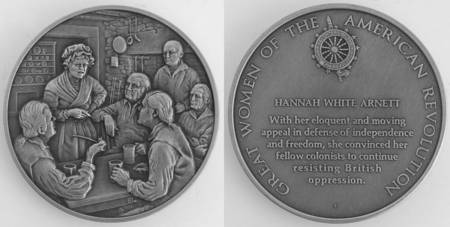 GREAT WOMEN OF THE AMERICAN REVOLUTION
HANNAH WHITE ARNETT
With her eloquent and moving
appeal in defense of independence
and freedom, she convinced her
fellow colonists to continue
resisting British
oppression.